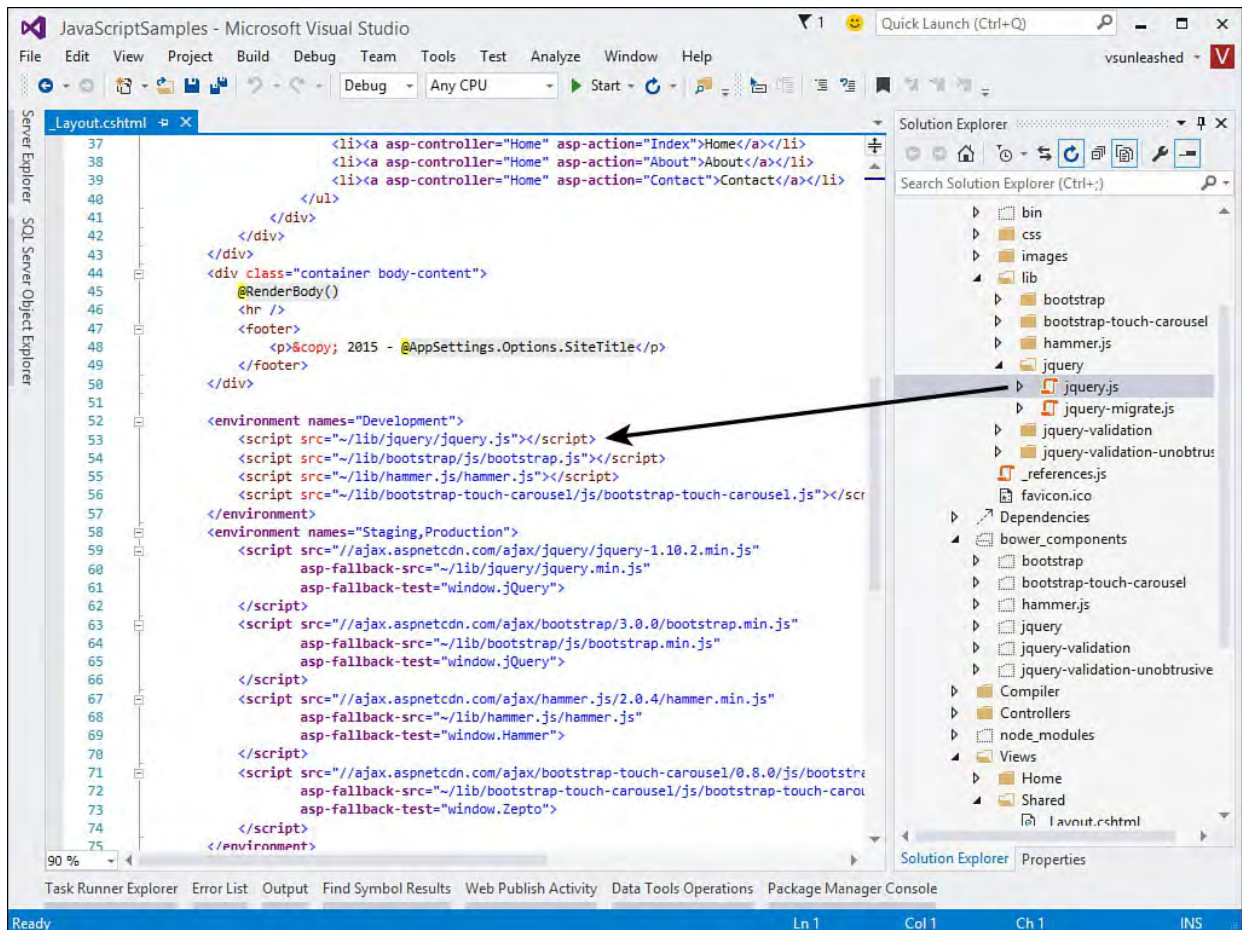 JavaScriptSamples - Microsoft Visual Studio
1
Quick Launch (Ctrl+Q)
File Edit View Project Build Debug Team Tools Test Analyze Window Help
vsunleashed
V
Debug
Any CPU
Start
Server Explorer
SQL Server Object Explorer
_Layout.cshtml
37 <li><a asp-controller="Home" asp-action="Index">Home</a></li>
38 <li><a asp-controller="Home" asp-action="About">About</a></li>
39 <li><a asp-controller="Home" asp-action="Contact">Contact</a></li>
40 </ul>
41 </div>
42 </div>
43 </div>
44 <div class="container body-content">
45 @RenderBody()
46 <hr />
47 <footer>
48 <p>&copy; 2015 - @AppSettings.Options.SiteTitle</p>
49 </footer>
50 </div>
51
52 <environment names="Development">
53 <script src="~/lib/jquery/jquery.js"></script>
54 <script src="~/lib/bootstrap/js/bootstrap.js"></script>
55 <script src="~/lib/hammer.js/hammer.js"></script>
56 <script src="~/lib/bootstrap-touch-carousel/js/bootstrap-touch-carousel.js"></scr
57 </environment>
58 <environment names="Staging,Production">
59 <script src="//ajax.aspnetcdn.com/ajax/jquery/jquery-1.10.2.min.js"
60 asp-fallback-src="~/lib/jquery/jquery.min.js"
61 asp-fallback-test="window.jQuery">
62 </script>
63 <script src="//ajax.aspnetcdn.com/ajax/bootstrap/3.0.0/bootstrap.min.js"
64 asp-fallback-src="~/lib/bootstrap/js/bootstrap.min.js"
65 asp-fallback-test="window.jQuery">
66 </script>
67 <script src="//ajax.aspnetcdn.com/ajax/hammer.js/2.0.4/hammer.min.js"
68 asp-fallback-src="~/lib/hammer.js/hammer.js"
69 asp-fallback-test="window.Hammer">
70 </script>
71 <script src="//ajax.aspnetcdn.com/ajax/bootstrap-touch-carousel/0.8.0/js/bootstra
72 asp-fallback-src="~/lib/bootstrap-touch-carousel/js/bootstrap-touch-carou
73 asp-fallback-test="window.Zepto">
74 </script>
75 </environment>
90 %
Solution Explorer
Search Solution Explorer (Ctrl+;)
bin
css
images
lib
bootstrap
bootstrap-touch-carousel
hammer.js
jquery
jquery.js
jquery-migrate.js
jquery-validation
jquery-validation-unobtrus
_references.js
favicon.ico
Dependencies
bower_components
bootstrap
bootstrap-touch-carousel
hammer.js
jquery
jquery-validation
jquery-validation-unobtrusive
Compiler
Controllers
node_modules
Views
Home
Shared
_Layout.cshtml
Solution Explorer Properties
Task Runner Explorer Error List Output Find Symbol Results Web Publish Activity Data Tools Operations Package Manager Console
Ready Ln 1 Col 1 Ch 1 INS